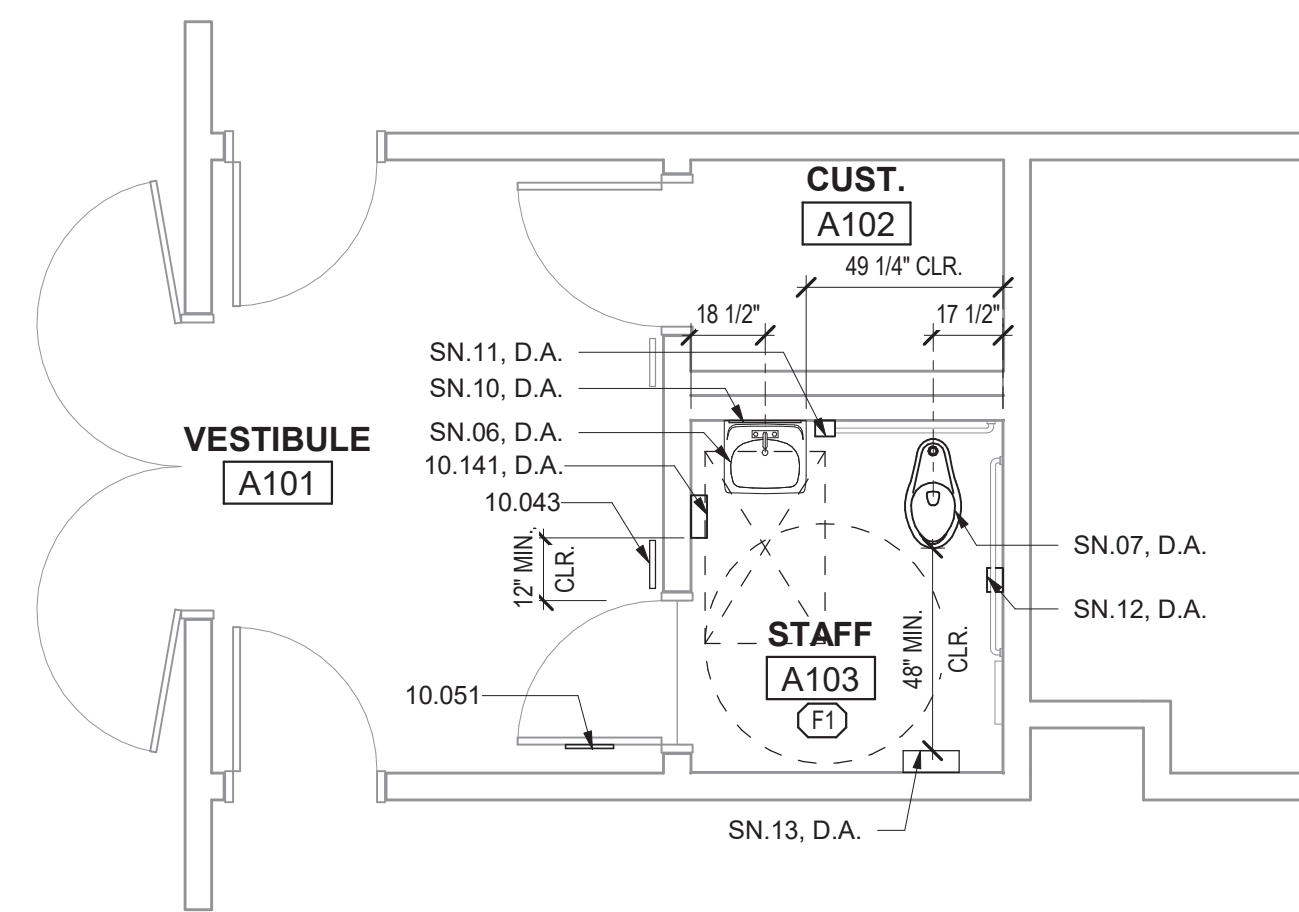 CUST.
A102
49 1/4" CLR.
18 1/2"
17 1/2"
SN.11, D.A.
SN.10, D.A.
SN.06, D.A.
10.141, D.A.
10.043
12" MIN.
CLR.
VESTIBULE
A101
SN.07, D.A.
SN.12, D.A.
STAFF
A103
F1
48" MIN.
CLR.
10.051
SN.13, D.A.